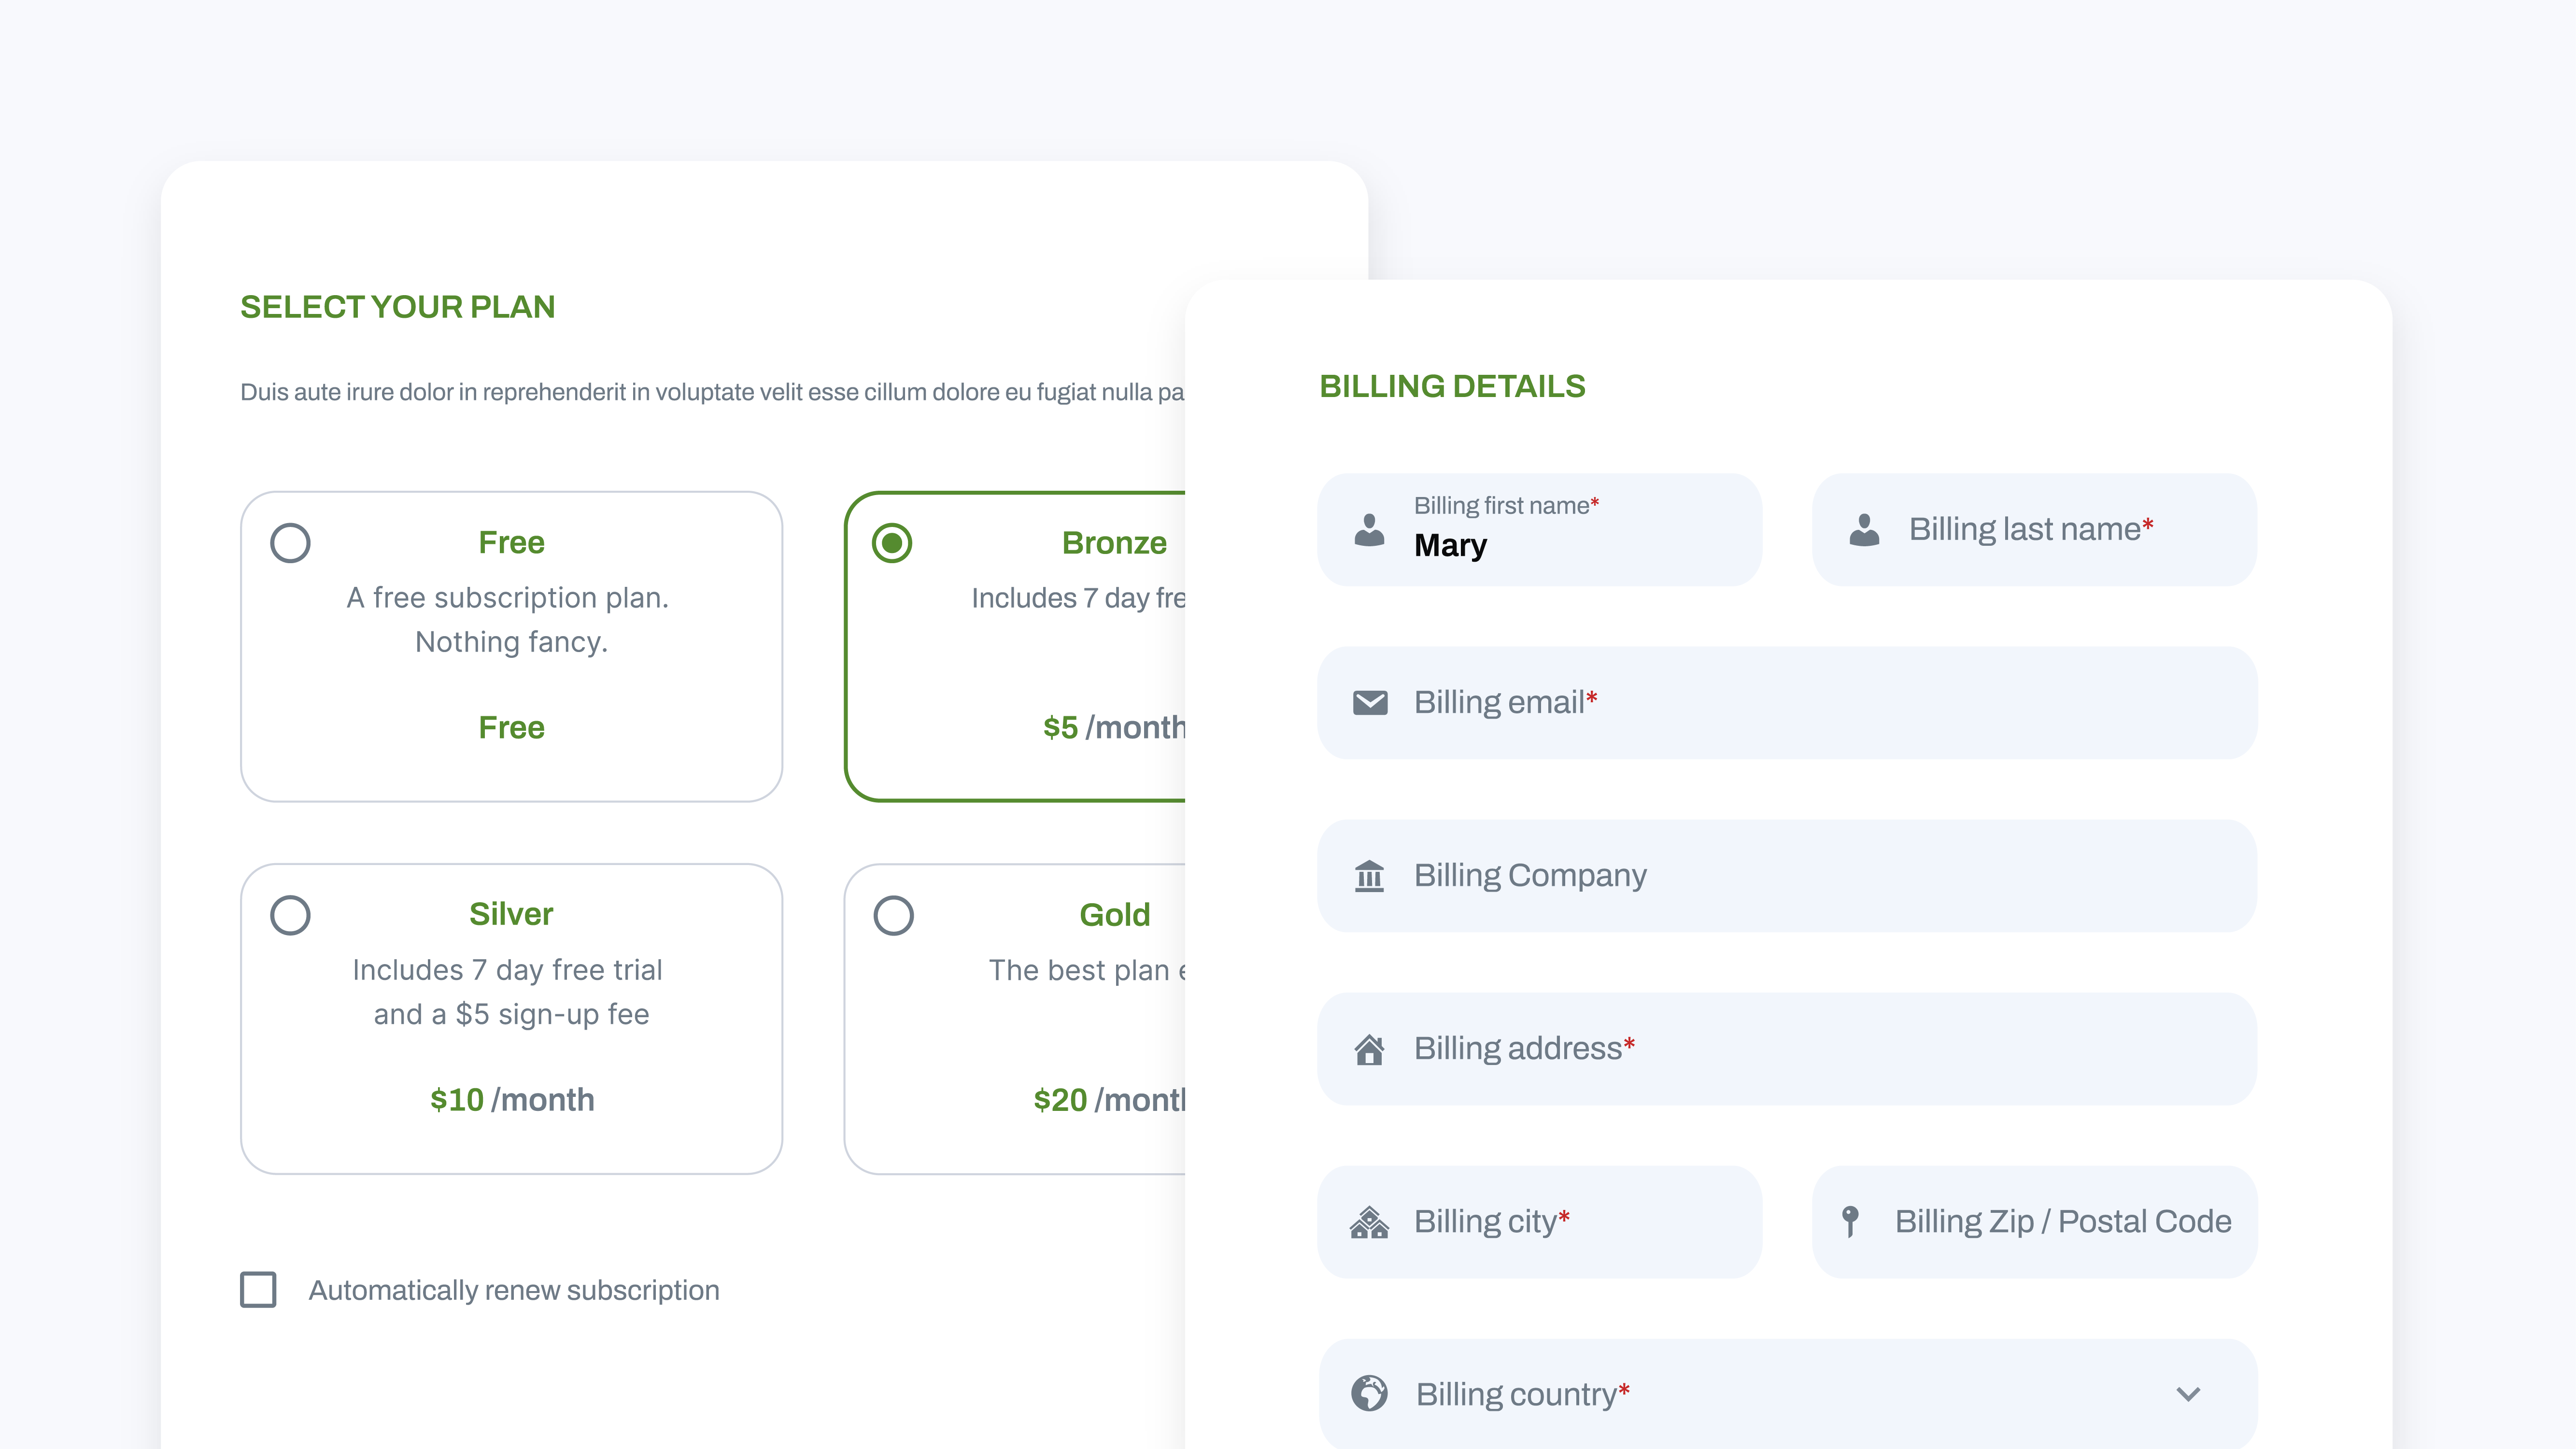 SELECT YOUR PLAN
Duis aute irure dolor in reprehenderit in voluptate velit esse cillum dolore eu fugiat nulla
Free
A free subscription plan.
Nothing fancy.
Free
Bronze
Includes 7 day
$5 /month
Silver
Includes 7 day free trial
and a $5 sign-up fee
$10 /month
Gold
The best plan
$20 /month
Automatically renew subscription
BILLING DETAILS
Billing first name*
Mary
Billing last name*
Billing email*
Billing Company
Billing address*
Billing city*
Billing Zip / Postal Code
Billing country*